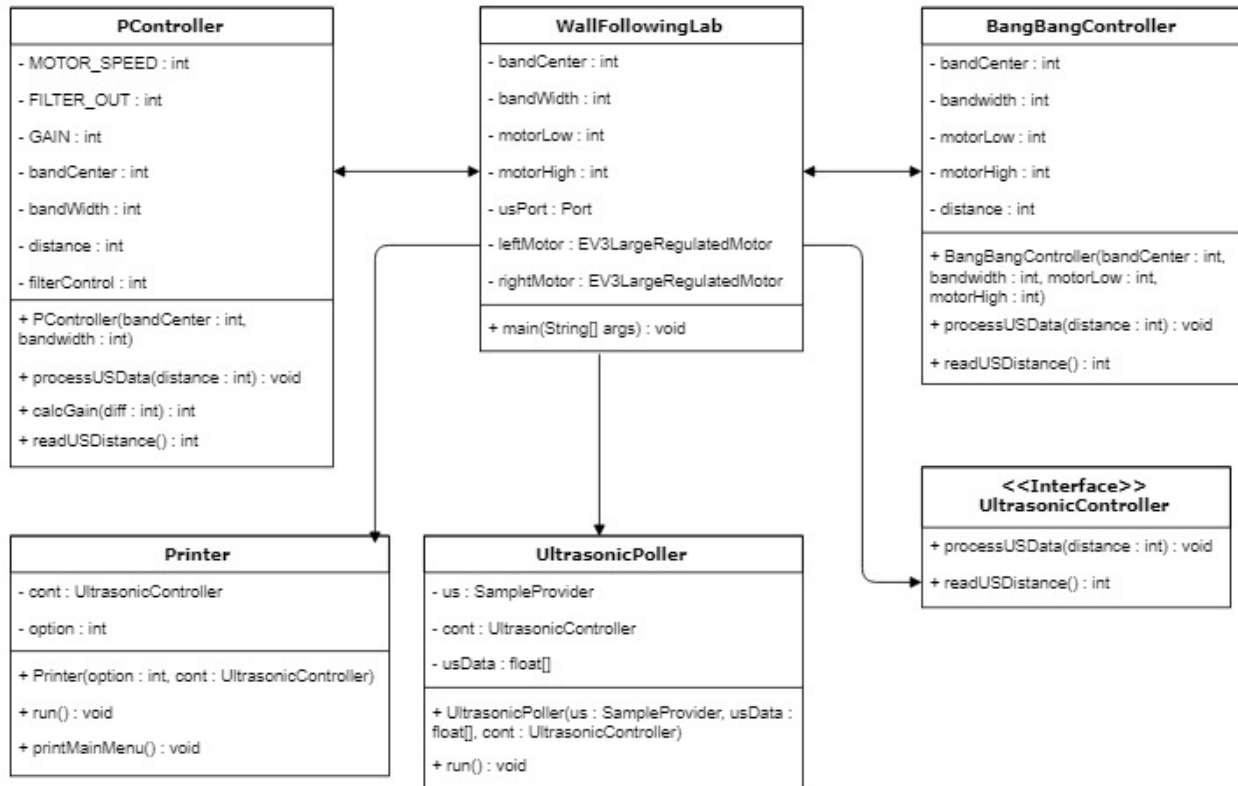 PController
- MOTOR_SPEED : int
- FILTER_OUT : int
- GAIN : int
- bandCenter : int
- bandWidth : int
- distance : int
- filterControl : int
+ PController(bandCenter : int,
bandwidth : int)
+ processUSData(distance : int) : void
+ calcGain(diff : int) : int
+ readUSDistance() : int
WallFollowingLab
- bandCenter : int
- bandWidth : int
- motorLow : int
- motorHigh : int
- usPort : Port
- leftMotor : EV3LargeRegulatedMotor
- rightMotor : EV3LargeRegulatedMotor
+ main(String[] args) : void
BangBangController
- bandCenter : int
- bandwidth : int
- motorLow : int
- motorHigh : int
- distance : int
+ BangBangController(bandCenter : int,
bandwidth : int, motorLow : int,
motorHigh : int)
+ processUSData(distance : int) : void
+ readUSDistance() : int
Printer
- cont : UltrasonicController
- option : int
+ Printer(option : int, cont : UltrasonicController)
+ run() : void
+ printMainMenu() : void
UltrasonicPoller
- us : SampleProvider
- cont : UltrasonicController
- usData : float[]
+ UltrasonicPoller(us : SampleProvider, usData :
float[], cont : UltrasonicController)
+ run() : void
<<Interface>>
UltrasonicController
+ processUSData(distance : int) : void
+ readUSDistance() : int